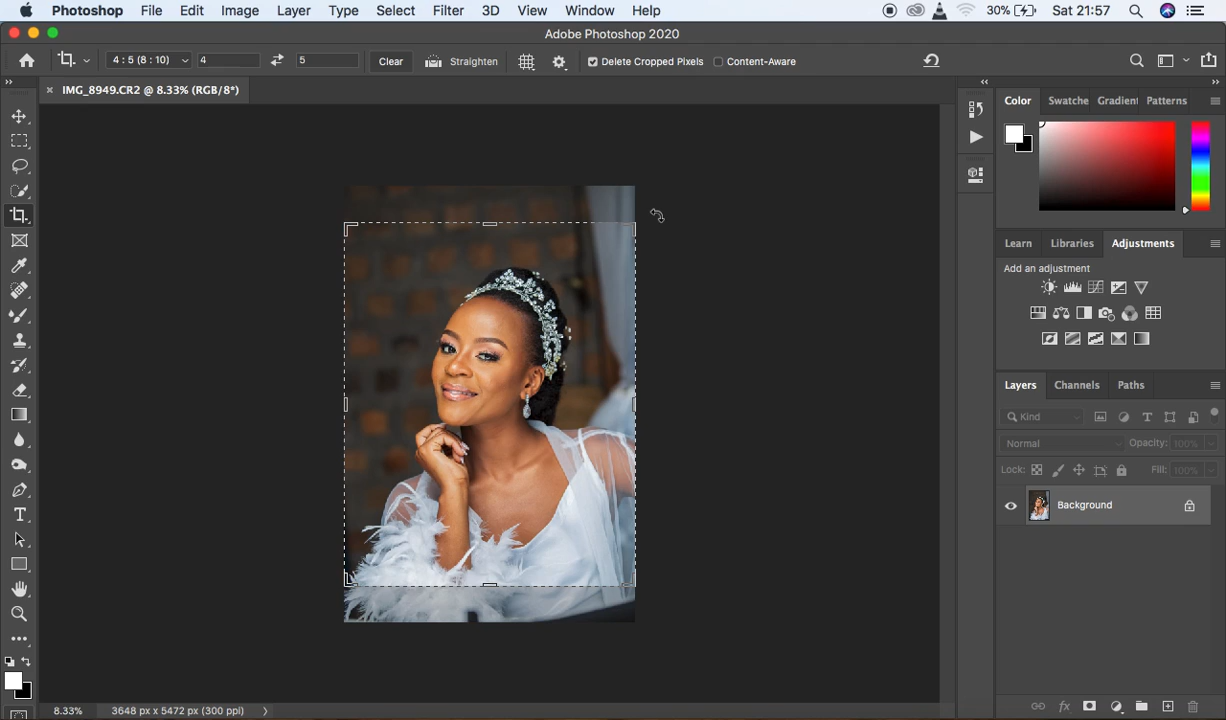 Photoshop File Edit Image Layer Type Select Filter 3D View Window Help 30% Sat 21:57
Adobe Photoshop 2020
4 : 5 (8 : 10) 4 5 Clear Straighten Delete Cropped Pixels Content-Aware
× IMG_8949.CR2 @ 8.33% (RGB/8*)
Color Swatche Gradient Patterns
Learn Libraries Adjustments
Add an adjustment
Layers Channels Paths
Kind
Normal Opacity: 100%
Lock: Fill: 100%
Background
fx
8.33% 3648 px x 5472 px (300 ppi)